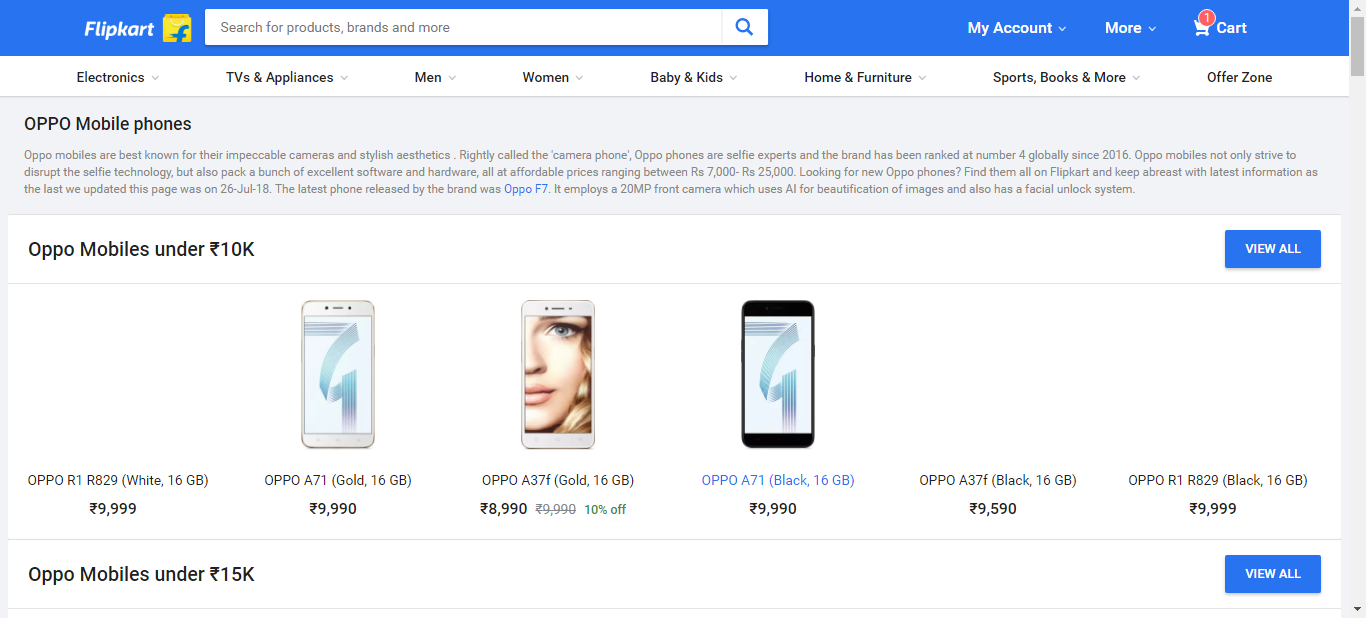 Flipkart
Search for products, brands and more
My Account
More
1
Cart
Electronics
TVs & Appliances
Men
Women
Baby & Kids
Home & Furniture
Sports, Books & More
Offer Zone
OPPO Mobile phones
Oppo mobiles are best known for their impeccable cameras and stylish aesthetics . Rightly called the 'camera phone', Oppo phones are selfie experts and the brand has been ranked at number 4 globally since 2016. Oppo mobiles not only strive to
disrupt the selfie technology, but also pack a bunch of excellent software and hardware, all at affordable prices ranging between Rs 7,000- Rs 25,000. Looking for new Oppo phones? Find them all on Flipkart and keep abreast with latest information as
the last we updated this page was on 26-Jul-18. The latest phone released by the brand was Oppo F7. It employs a 20MP front camera which uses AI for beautification of images and also has a facial unlock system.
Oppo Mobiles under ₹10K
VIEW ALL
OPPO R1 R829 (White, 16 GB)
₹9,999
OPPO A71 (Gold, 16 GB)
₹9,990
OPPO A37f (Gold, 16 GB)
₹8,990 ₹9,990 10% off
OPPO A71 (Black, 16 GB)
₹9,990
OPPO A37f (Black, 16 GB)
₹9,590
OPPO R1 R829 (Black, 16 GB)
₹9,999
Oppo Mobiles under ₹15K
VIEW ALL